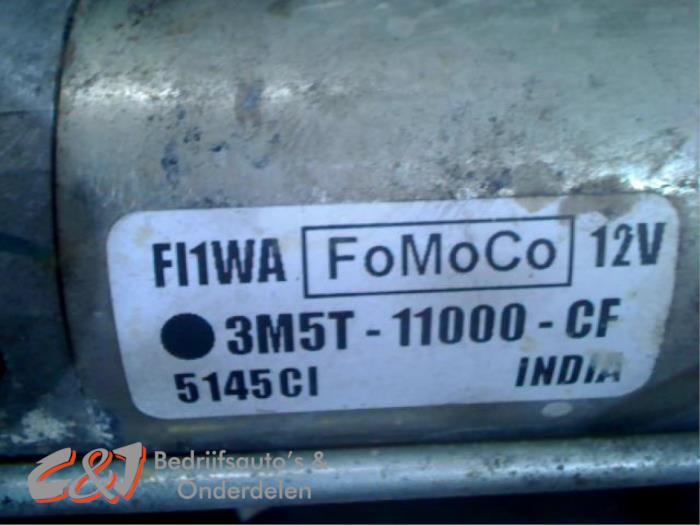 FI1WA FoMoCo 12V
3M5T - 11000 - CF
5145CI INDIA
C&J Bedrijfsauto's &
Onderdelen